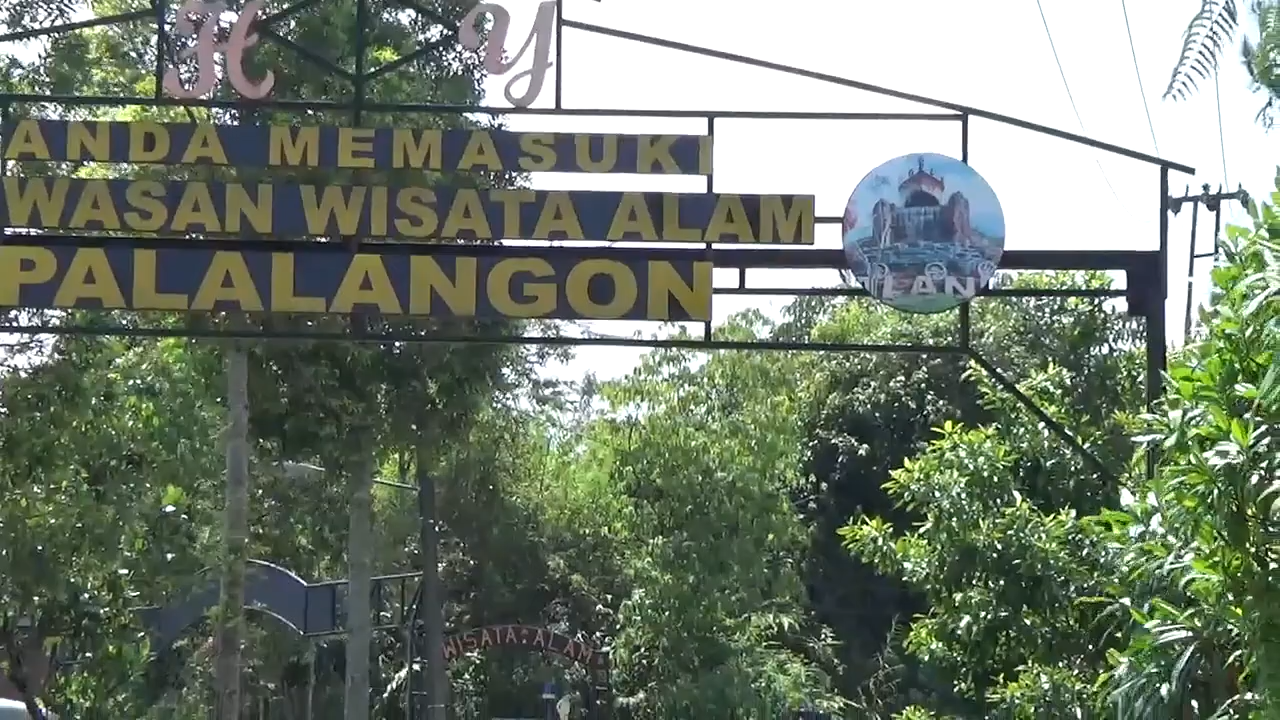 H Y
ANDA MEMASUKI
WASAN WISATA ALAM
PALALANGON
WISATA ALAM